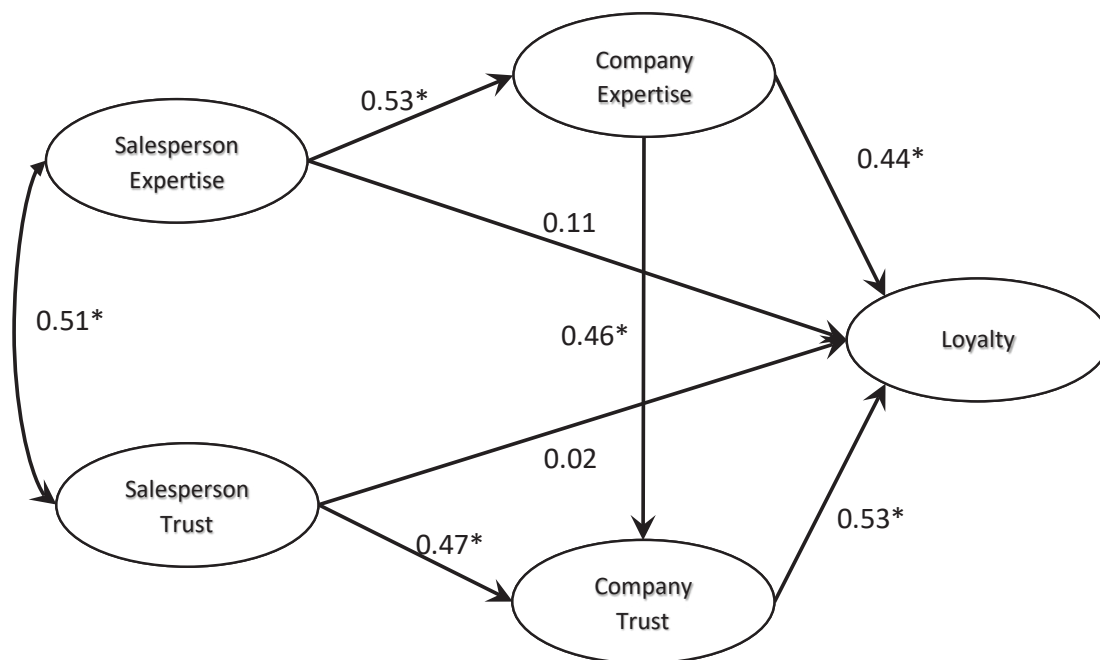 Company
Expertise
0.53*
Salesperson
Expertise
0.44*
0.11
0.51*
0.46*
Loyalty
0.02
Salesperson
Trust
0.47*
0.53*
Company
Trust